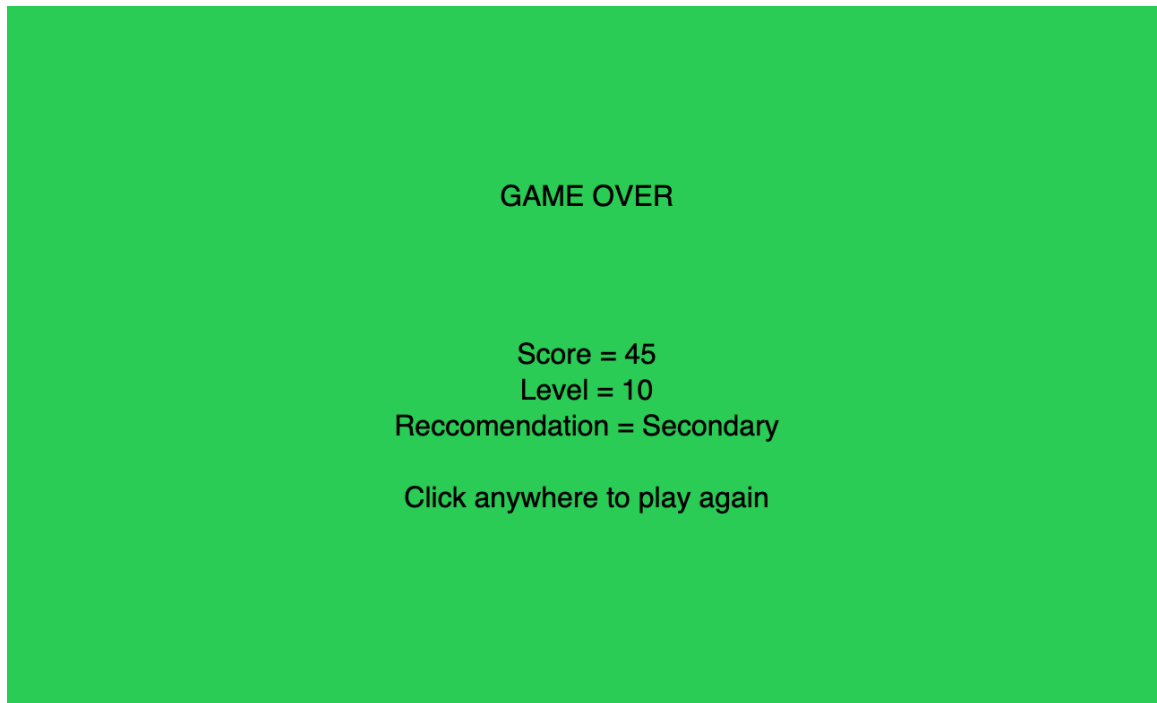 GAME OVER
Score = 45
Level = 10
Reccomendation = Secondary
Click anywhere to play again